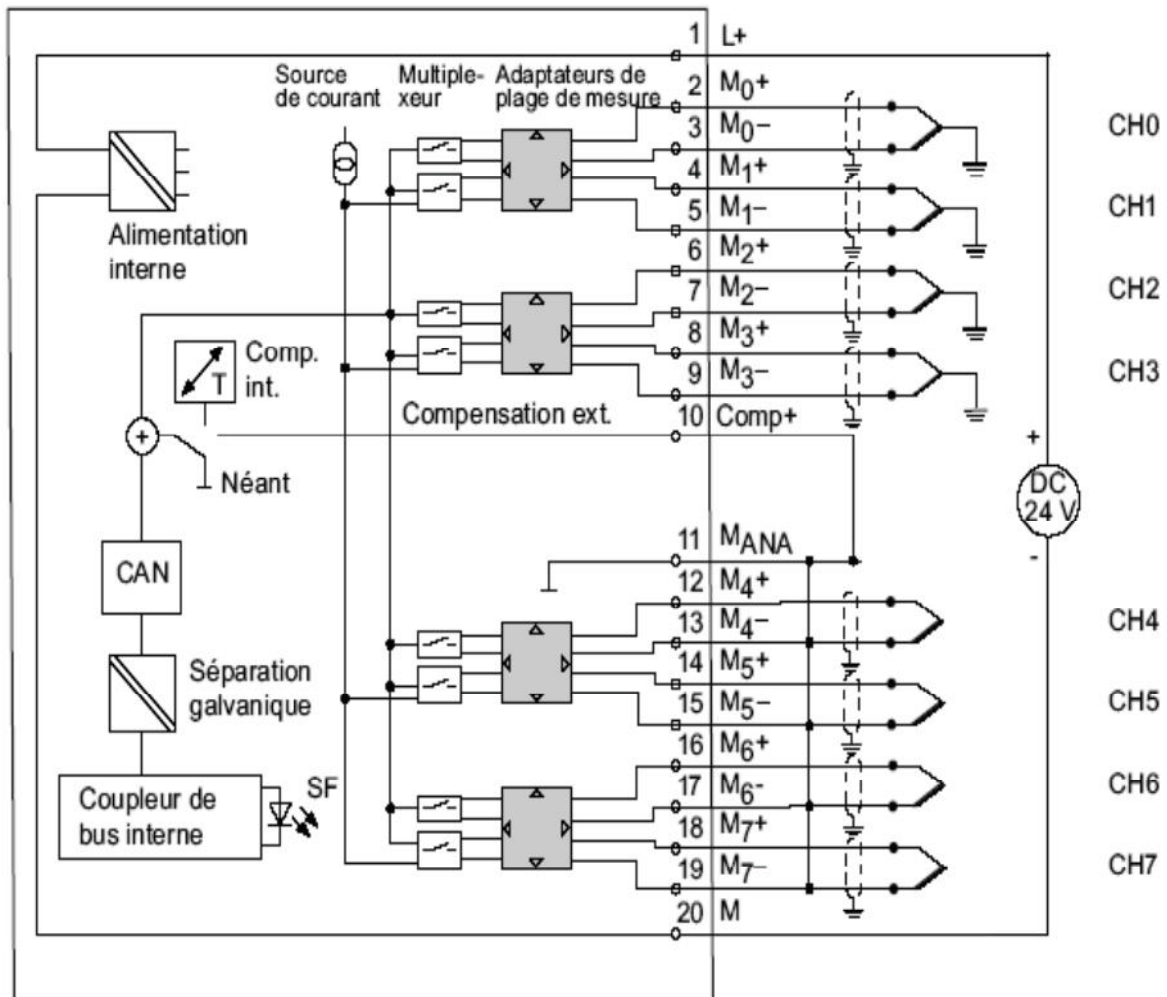 1 L+
Source de courant
Multiple-xeur
Adaptateurs de plage de mesure
2 M0+
3 M0-
CH0
4 M1+
5 M1-
CH1
Alimentation interne
6 M2+
7 M2-
CH2
8 M3+
9 M3-
CH3
T
Comp. int.
Compensation ext.
10 Comp+
+
+
Néant
DC
24 V
-
11 MANA
CAN
12 M4+
13 M4-
CH4
14 M5+
15 M5-
CH5
Séparation galvanique
16 M6+
17 M6-
CH6
Coupleur de bus interne
SF
18 M7+
19 M7-
CH7
20 M